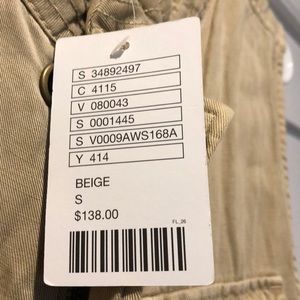 S 34892497
C 4115
V 080043
S 0001445
S V0009AWS168A
Y 414
BEIGE
S
$138.00
FL_26